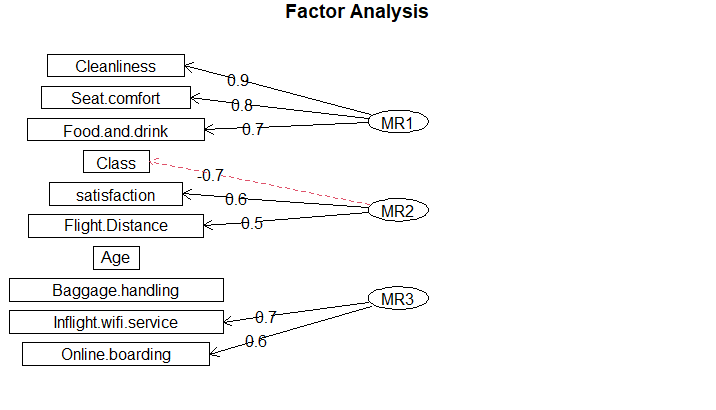 Factor Analysis
Cleanliness
0.9
Seat.comfort
0.8
MR1
Food.and.drink
0.7
Class
-0.7
satisfaction
0.6
MR2
Flight.Distance
0.5
Age
Baggage.handling
MR3
Inflight.wifi.service
0.7
Online.boarding
0.6